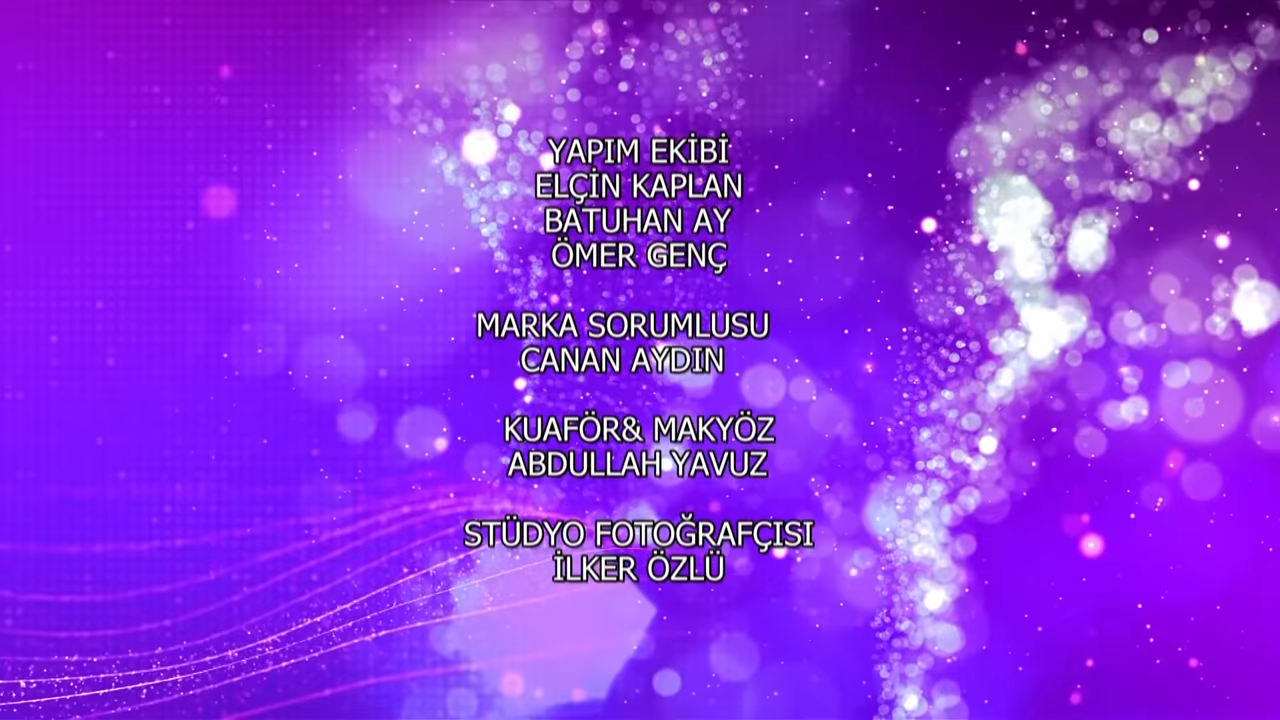 YAPIM EKİBİ
ELÇİN KAPLAN
BATUHAN AY
ÖMER GENÇ
MARKA SORUMLUSU
CANAN AYDIN
KUAFÖR& MAKYÖZ
ABDULLAH YAVUZ
STÜDYO FOTOĞRAFÇISI
İLKER ÖZLÜ